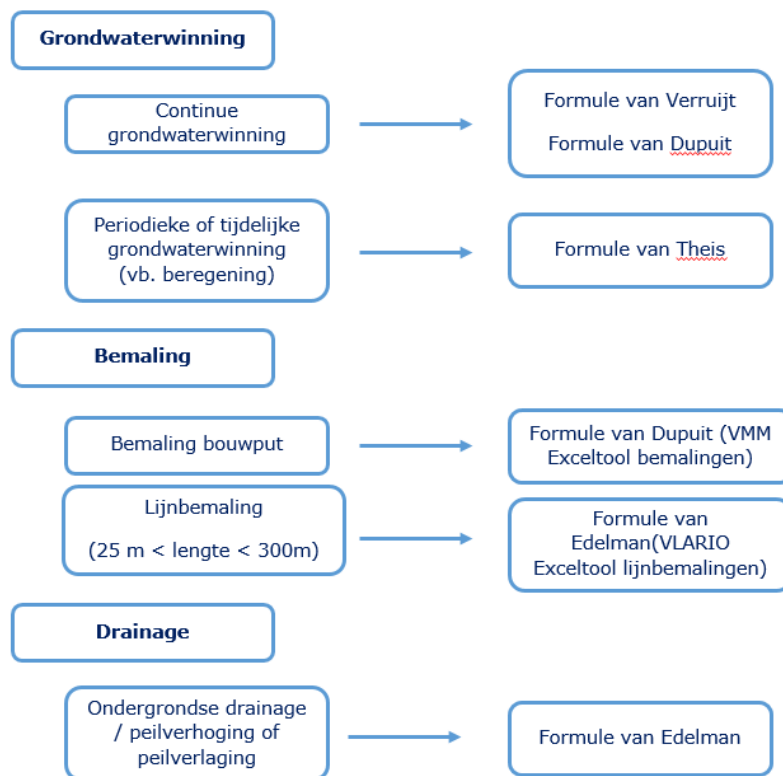 Grondwaterwinning
Continue
grondwaterwinning
Formule van Verruijt
Formule van Dupuit
Periodieke of tijdelijke
grondwaterwinning
(vb. beregening)
Formule van Theis
Bemaling
Bemaling bouwput
Formule van Dupuit (VMM
Exceltool bemalingen)
Lijnbemaling
(25 m < lengte < 300m)
Formule van
Edelman(VLARIO
Exceltool lijnbemalingen)
Drainage
Ondergrondse drainage
/ peilverhoging of
peilverlaging
Formule van Edelman